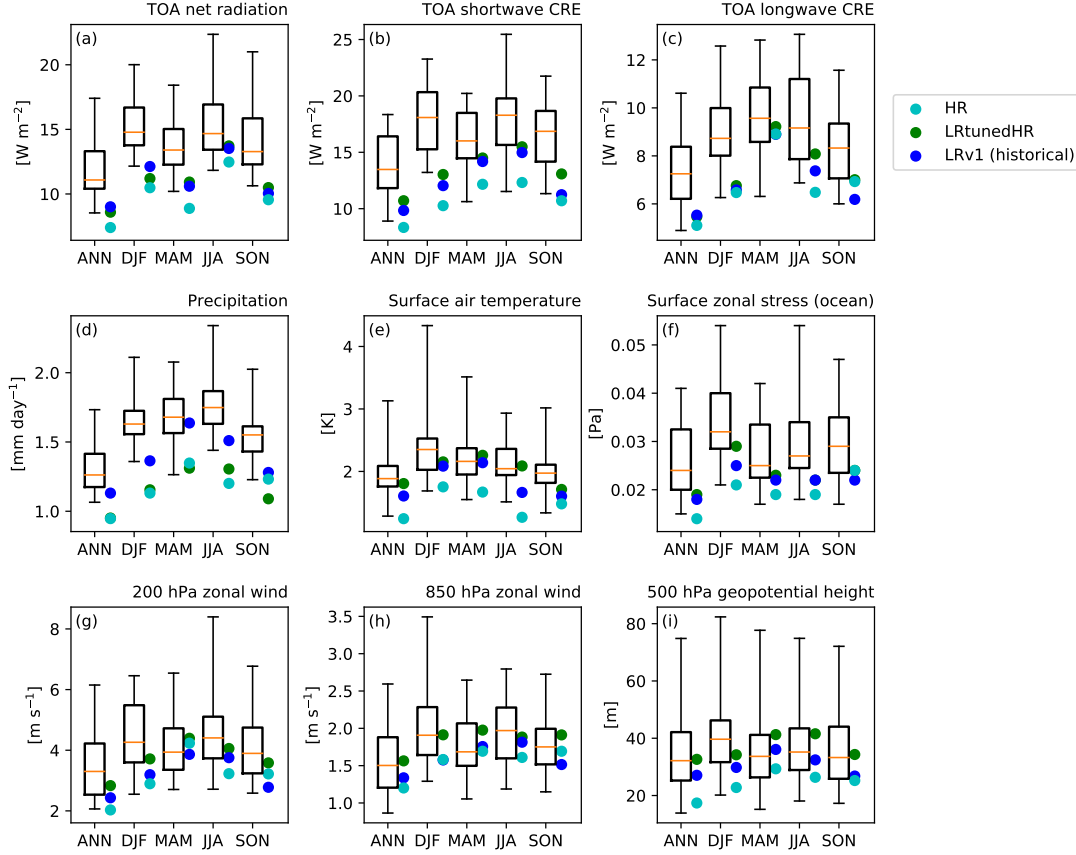 TOA net radiation TOA shortwave CRE TOA longwave CRE
(a) (b) (c)
[W m⁻²] [W m⁻²] [W m⁻²]
20 15 10
25 20 15 10
12 10 8 6
ANN DJF MAM JJA SON ANN DJF MAM JJA SON ANN DJF MAM JJA SON
HR
LRtunedHR
LRv1 (historical)
Precipitation Surface air temperature Surface zonal stress (ocean)
(d) (e) (f)
[mm day⁻¹] [K] [Pa]
2.0 1.5 1.0
4 3 2
0.05 0.04 0.03 0.02
ANN DJF MAM JJA SON ANN DJF MAM JJA SON ANN DJF MAM JJA SON
200 hPa zonal wind 850 hPa zonal wind 500 hPa geopotential height
(g) (h) (i)
[m s⁻¹] [m s⁻¹] [m]
8 6 4 2
3.5 3.0 2.5 2.0 1.5 1.0
80 60 40 20
ANN DJF MAM JJA SON ANN DJF MAM JJA SON ANN DJF MAM JJA SON